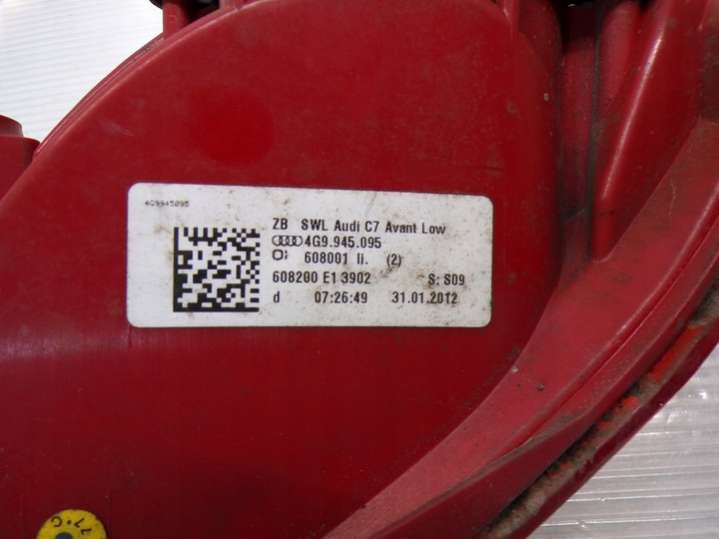 4G9945095
ZB SWL Audi C7 Avant Low
4G9.945.095
608001 li. (2)
608200 E1 3902 S: S09
d 07:26:49 31.01.2012
77°C